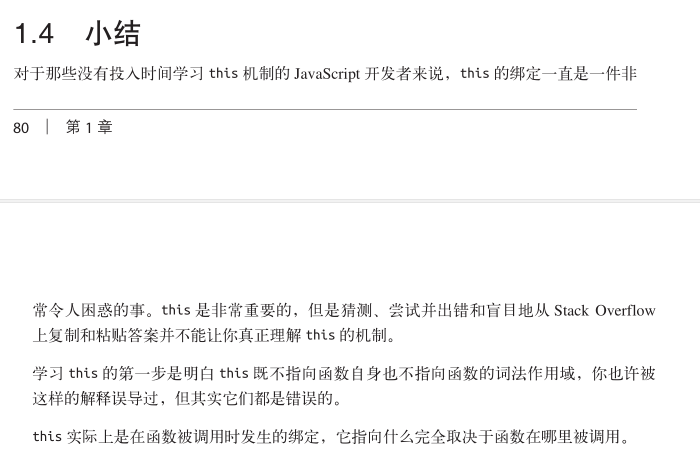 1.4 小结
对于那些没有投入时间学习 this 机制的 JavaScript 开发者来说，this 的绑定一直是一件非
80 | 第 1 章
常令人困惑的事。this 是非常重要的，但是猜测、尝试并出错和盲目地从 Stack Overflow
上复制和粘贴答案并不能让你真正理解 this 的机制。
学习 this 的第一步是明白 this 既不指向函数自身也不指向函数的词法作用域，你也许被
这样的解释误导过，但其实它们都是错误的。
this 实际上是在函数被调用时发生的绑定，它指向什么完全取决于函数在哪里被调用。